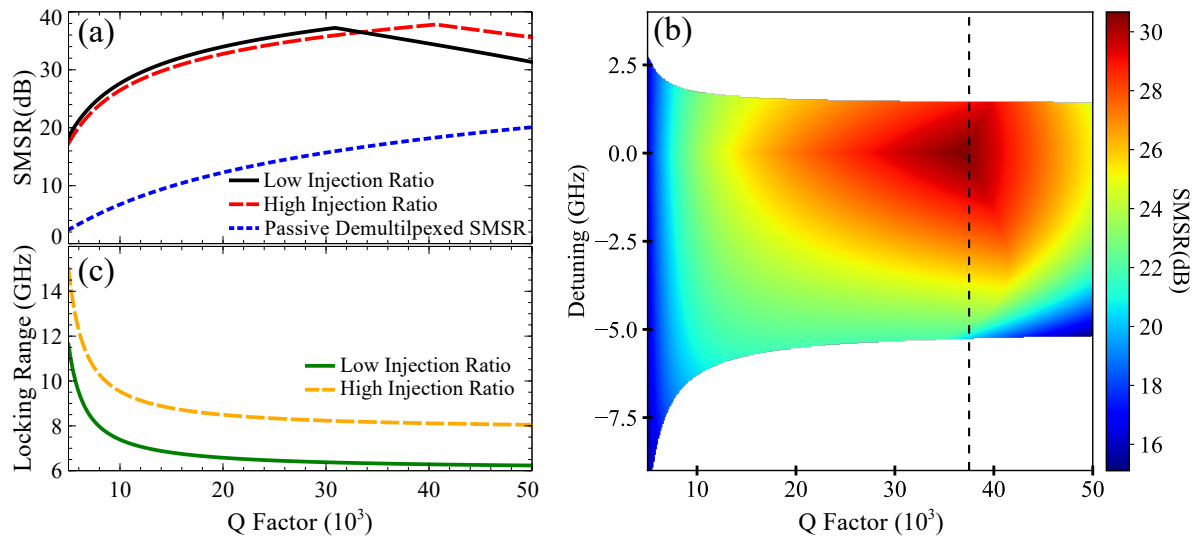 (a)
SMSR(dB)
40
30
20
10
0
Low Injection Ratio
High Injection Ratio
Passive Demultilpexed SMSR
(c)
Locking Range (GHz)
14
12
10
8
6
Low Injection Ratio
High Injection Ratio
10 20 30 40 50
Q Factor (10³)
(b)
Detuning (GHz)
2.5
0.0
−2.5
−5.0
−7.5
10 20 30 40 50
Q Factor (10³)
30
28
26
24
22
20
18
16
SMSR(dB)